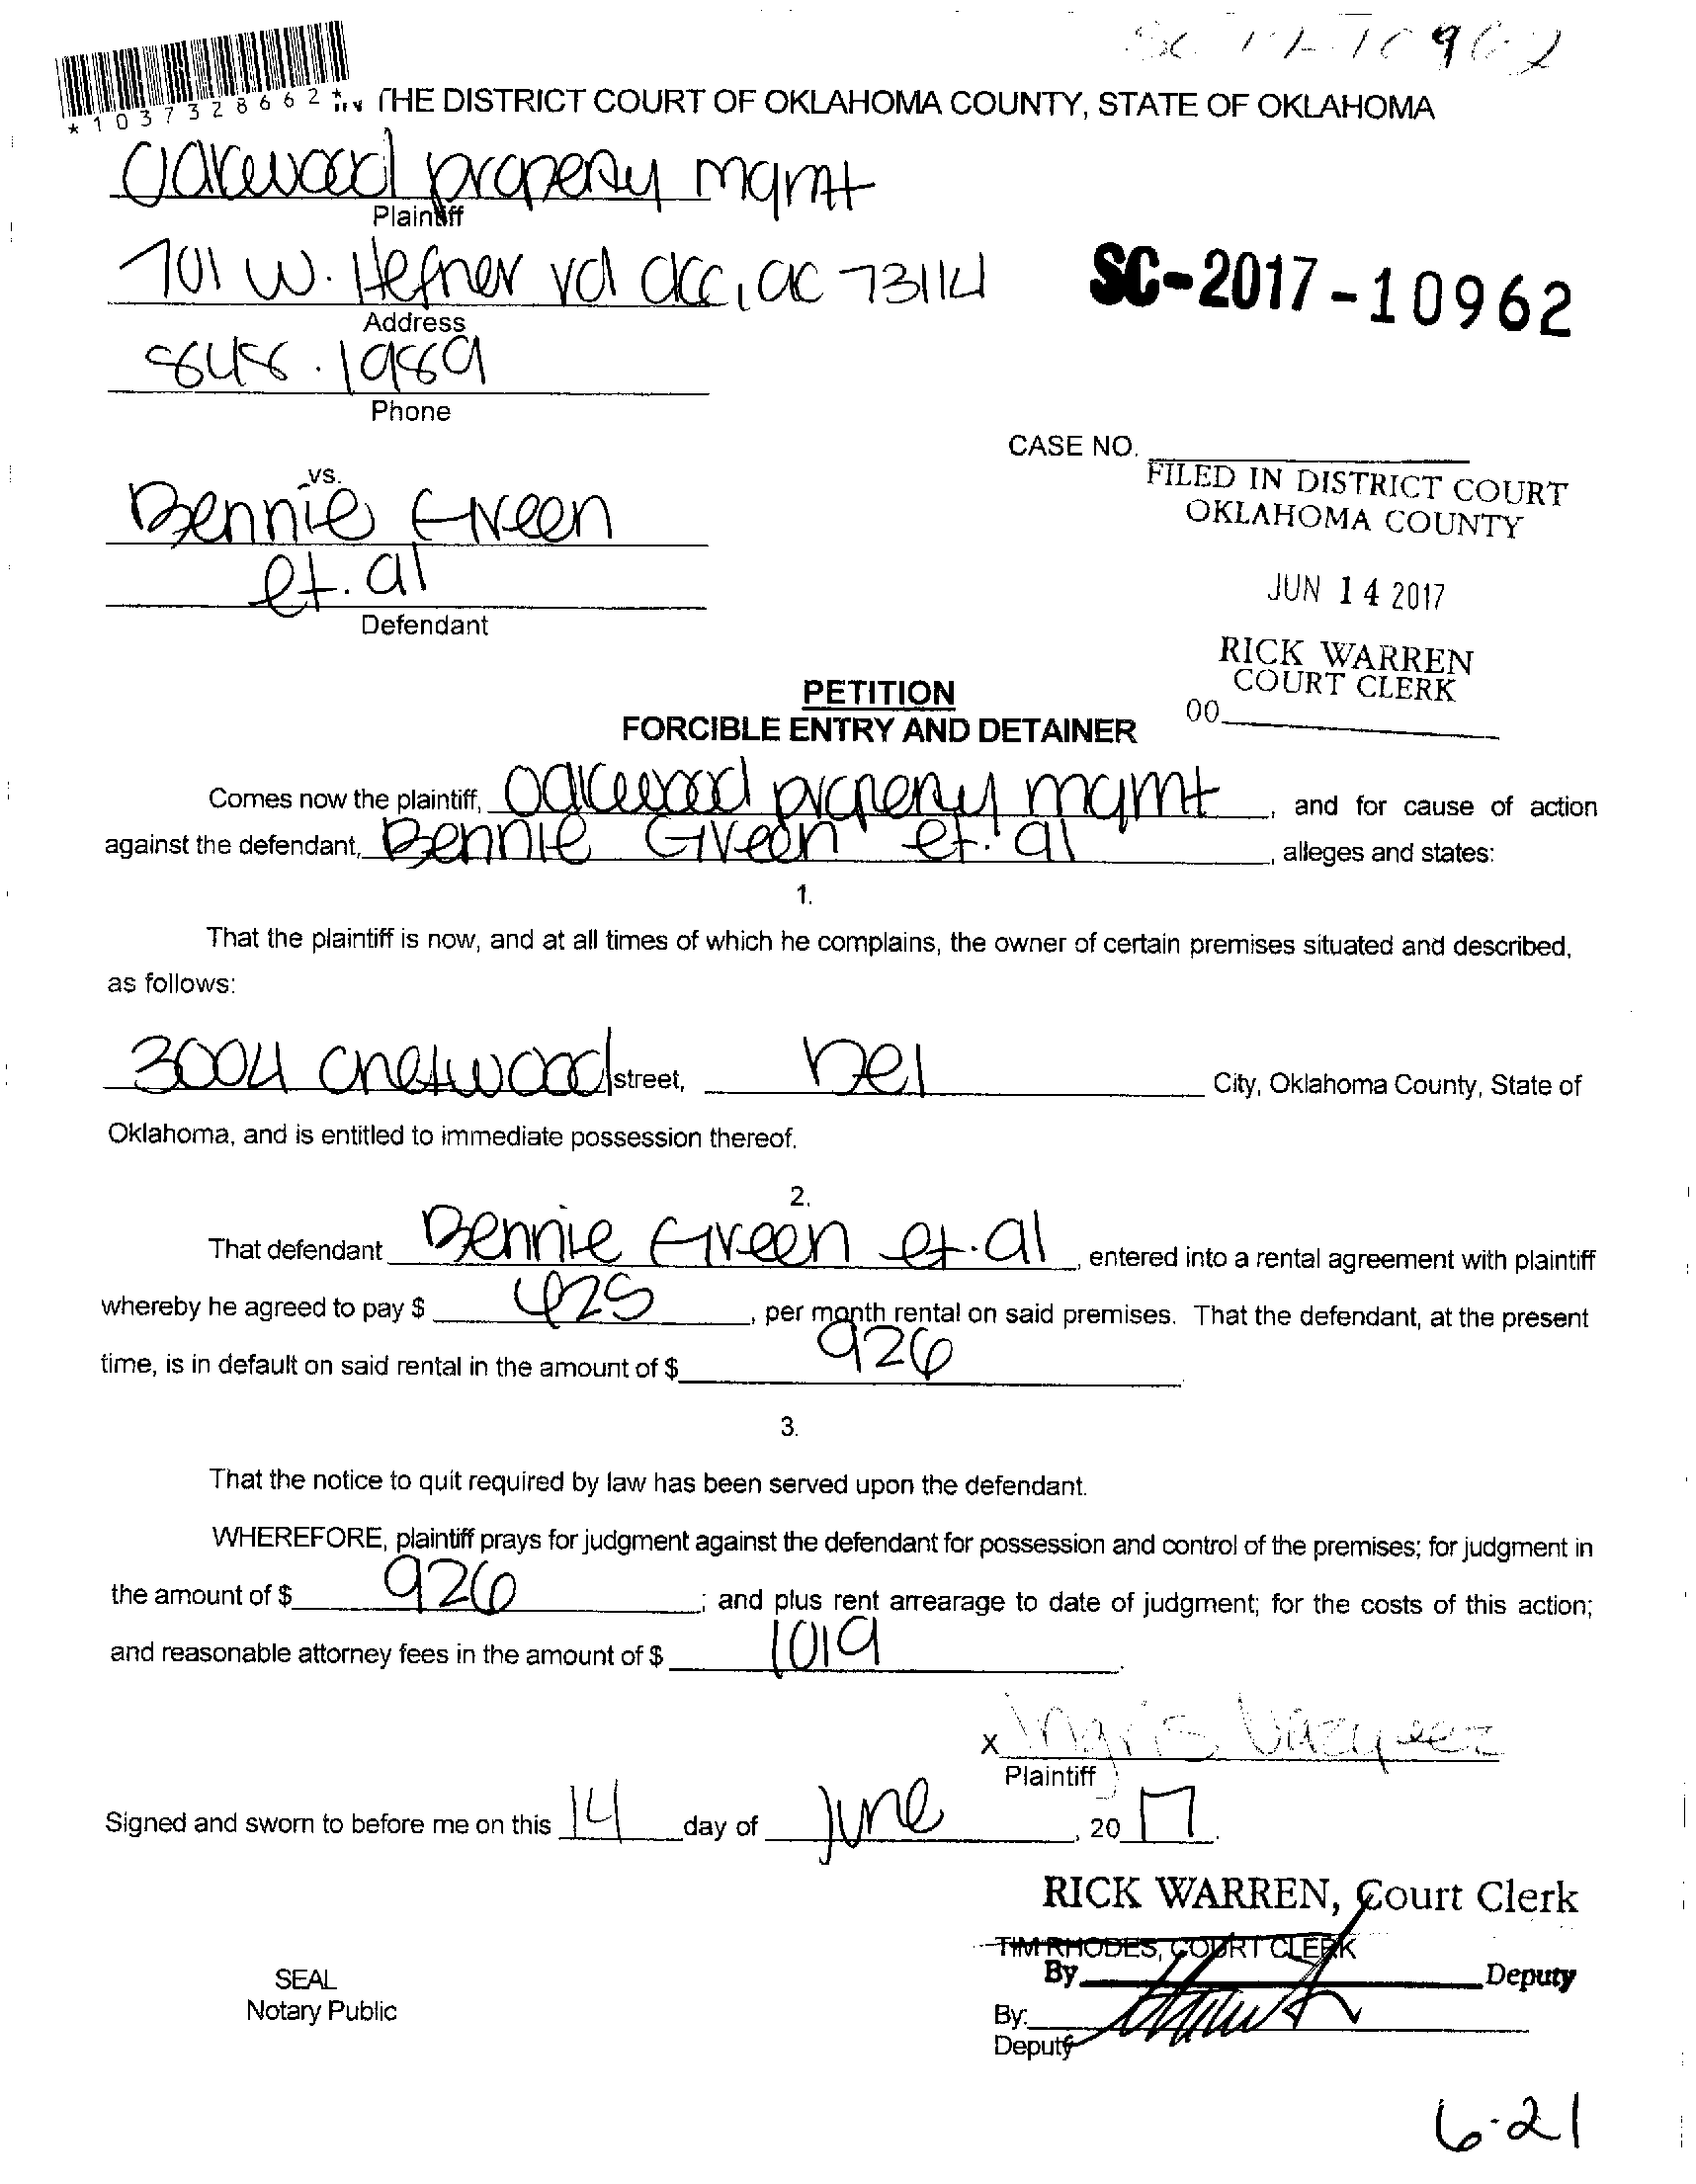 *1037328662*
IN THE DISTRICT COURT OF OKLAHOMA COUNTY, STATE OF OKLAHOMA
Oakwood property mgmt
Plaintiff
701 W. Hefner rd okc, ok 73114
Address
SC-2017-10962
848.1989
Phone
CASE NO.
vs.
Bennie Green
et. al
Defendant
FILED IN DISTRICT COURT
OKLAHOMA COUNTY
JUN 14 2017
RICK WARREN
COURT CLERK
00
PETITION
FORCIBLE ENTRY AND DETAINER
Comes now the plaintiff, Oakwood property mgmt, and for cause of action
against the defendant, Bennie Green et. al, alleges and states:
1.
That the plaintiff is now, and at all times of which he complains, the owner of certain premises situated and described,
as follows:
3004 street, Del City, Oklahoma County, State of
Oklahoma, and is entitled to immediate possession thereof.
2.
That defendant Bennie Green et. al, entered into a rental agreement with plaintiff
whereby he agreed to pay $ 425, per month rental on said premises. That the defendant, at the present
time, is in default on said rental in the amount of $ 926.
3.
That the notice to quit required by law has been served upon the defendant.
WHEREFORE, plaintiff prays for judgment against the defendant for possession and control of the premises; for judgment in
the amount of $ 926; and plus rent arrearage to date of judgment; for the costs of this action;
and reasonable attorney fees in the amount of $ 1019.
x Ingris Vazquez
Plaintiff
Signed and sworn to before me on this 14 day of June, 20 17.
RICK WARREN, Court Clerk
TIM RHODES, COURT CLERK
By Deputy
SEAL
Notary Public
By:
Deputy
6-21